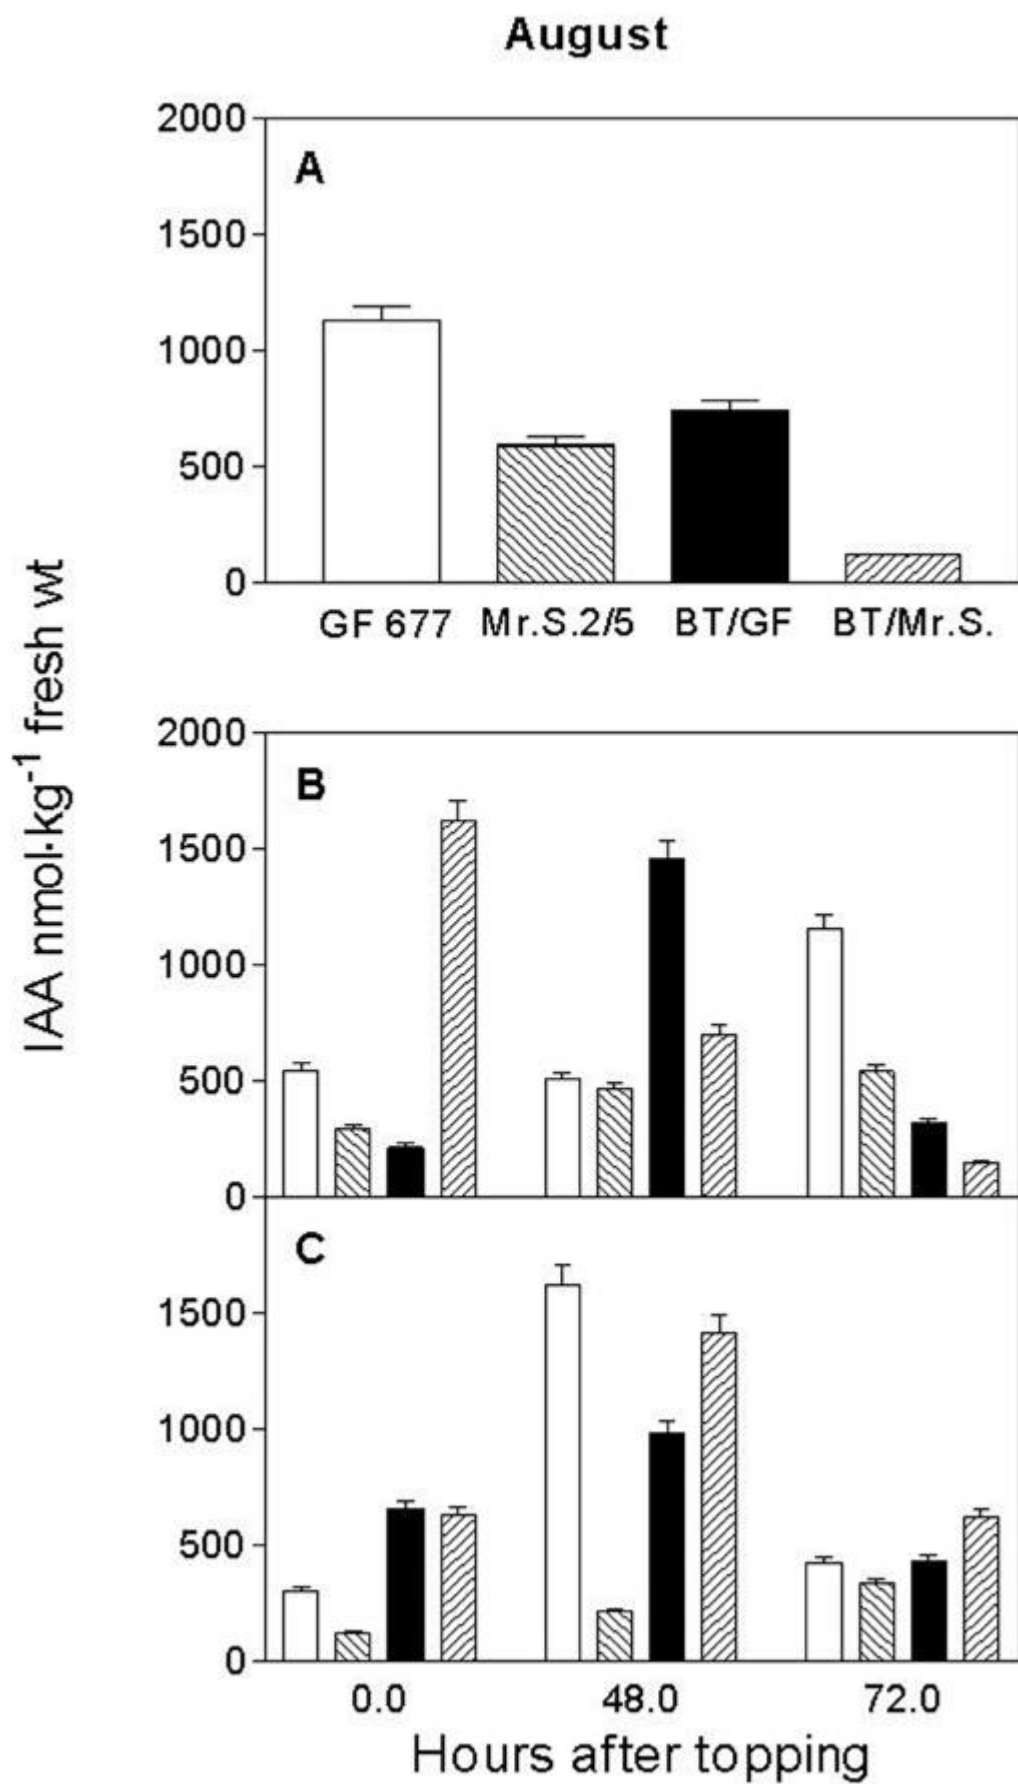 August
IAA nmol·kg⁻¹ fresh wt
A
2000
1500
1000
500
0
GF 677 Mr.S.2/5 BT/GF BT/Mr.S.
B
2000
1500
1000
500
0
C
1500
1000
500
0
0.0 48.0 72.0
Hours after topping